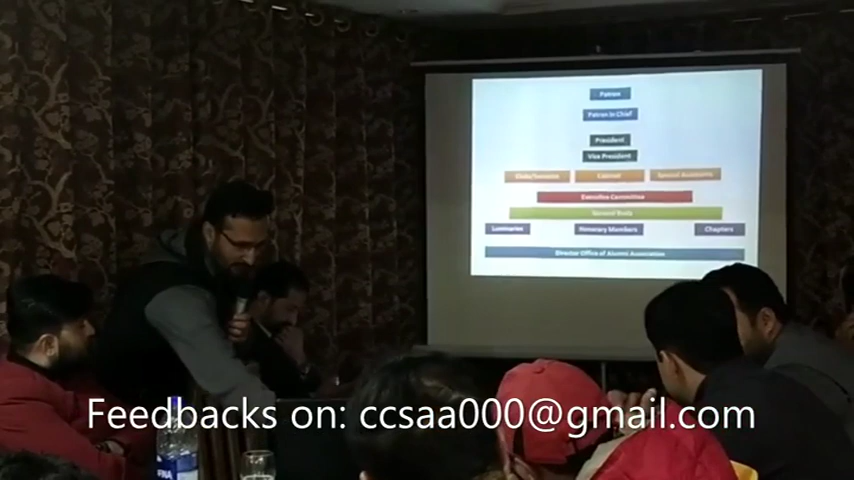 Patron
Patron In Chief
President
Vice President
Cabinet
Special Assistants
Executive Committee
General Body
Luminaries
Honorary Members
Chapters
Director Office of Alumni Association
Feedbacks on: ccsaa000@gmail.com